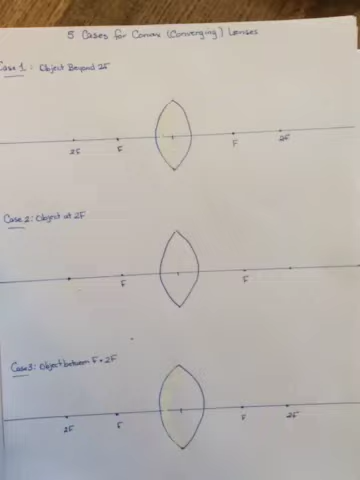 5 Cases for Convex (Converging) Lenses
Case 1: Object Beyond 2F
2F F F 2F
Case 2: Object at 2F
F F
Case 3: Object between F + 2F
2F F F 2F